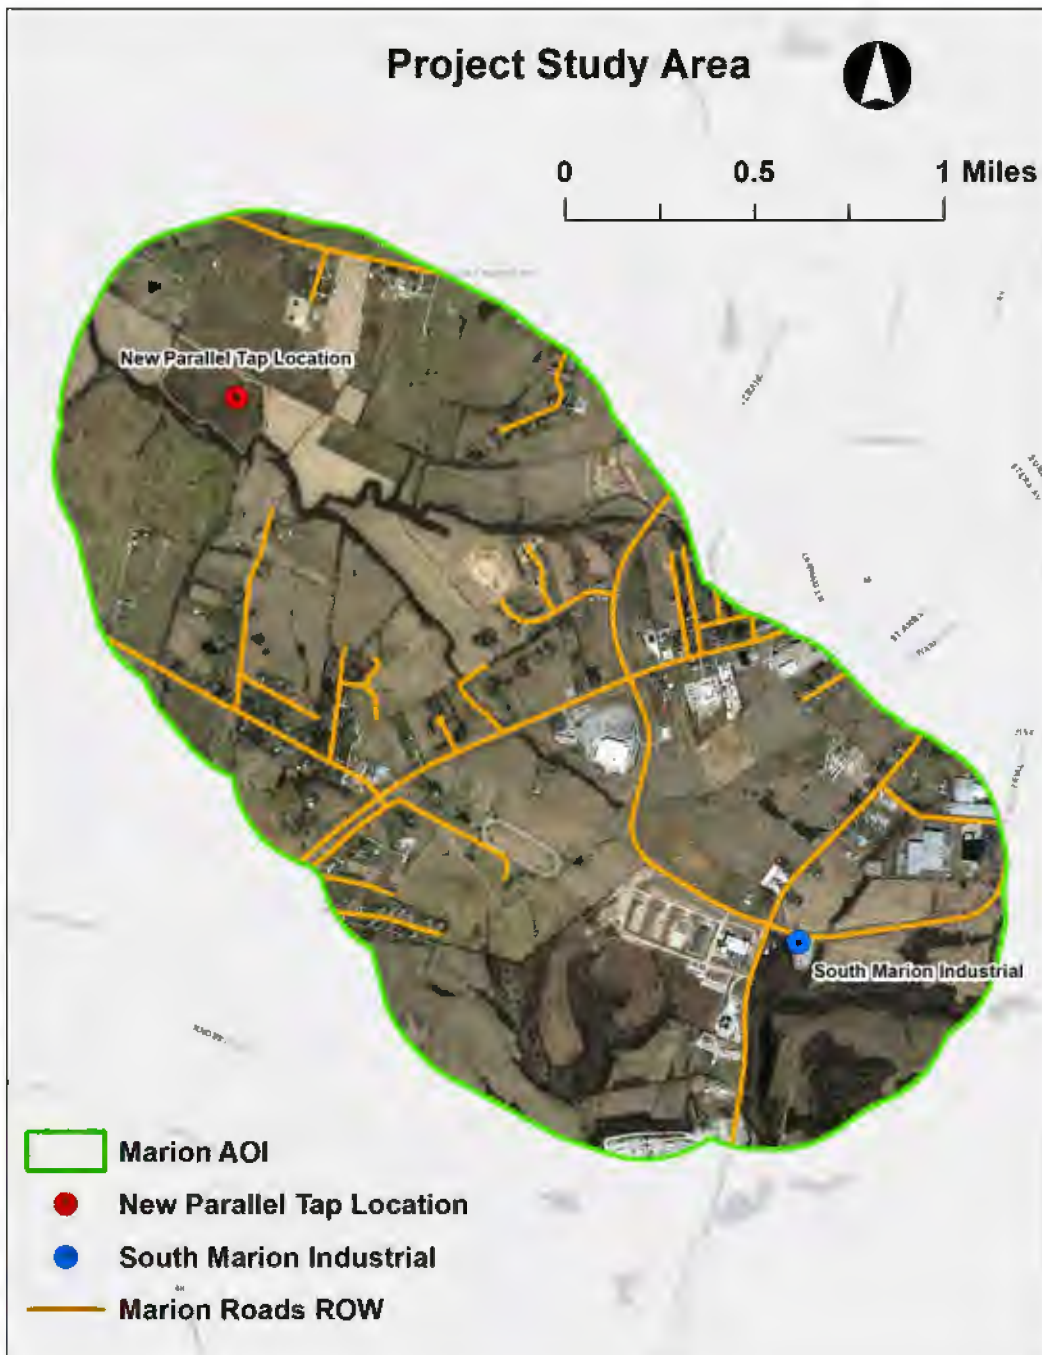 Project Study Area
0 0.5 1 Miles
New Parallel Tap Location
South Marion Industrial
Marion AOI
New Parallel Tap Location
South Marion Industrial
Marion Roads ROW